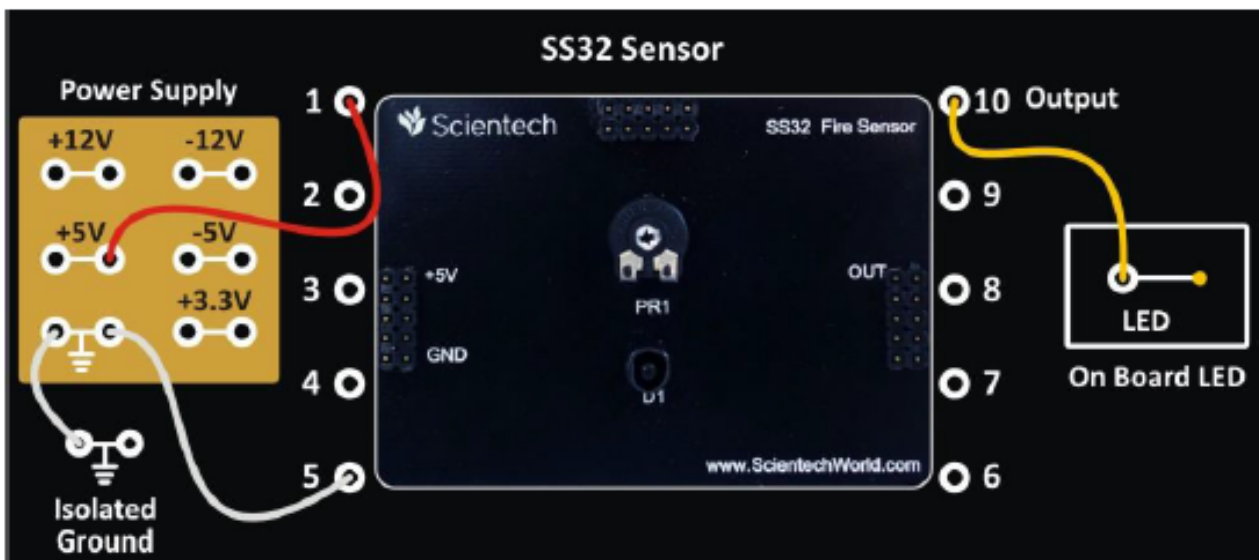 SS32 Sensor
Power Supply
+12V -12V
+5V -5V
+3.3V
Isolated
Ground
1
2
3
4
5
Scientech
SS32 Fire Sensor
+5V
GND
PR1
D1
OUT
www.ScientechWorld.com
10 Output
9
8
7
6
LED
On Board LED